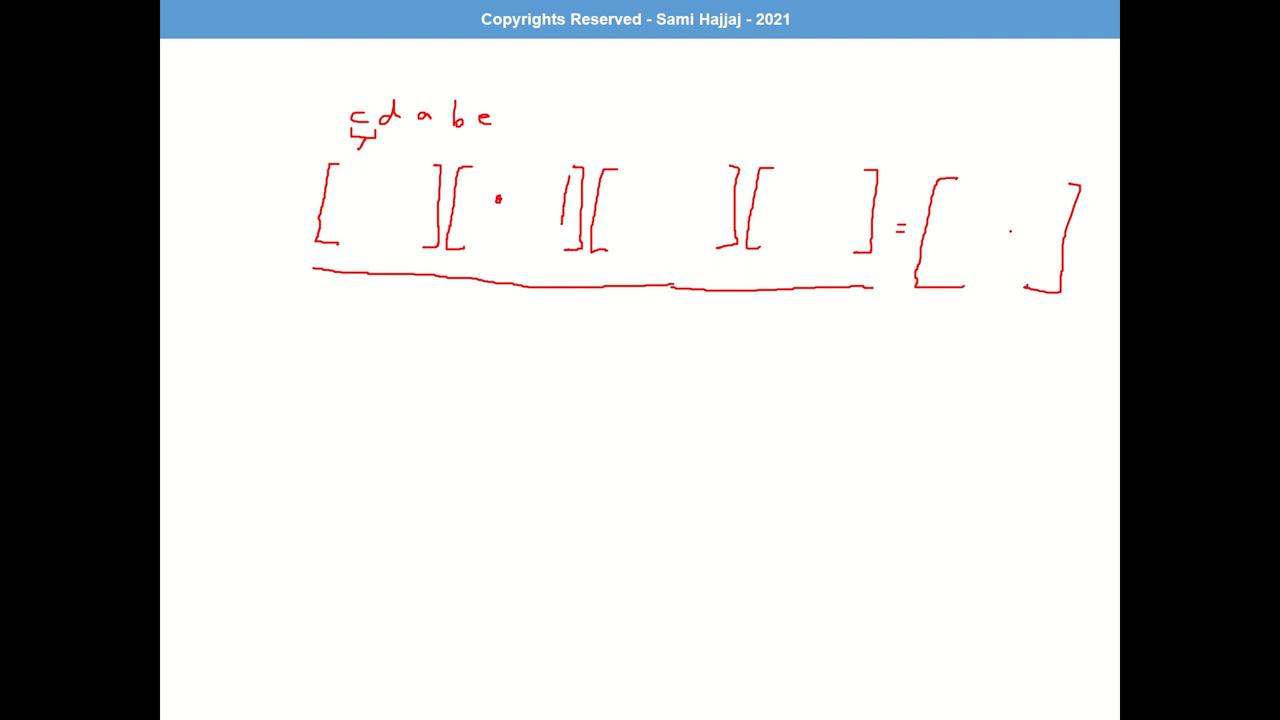 Copyrights Reserved - Sami Hajjaj - 2021
c d a b e
[ ] [ ] [ ] [ ] = [ ]